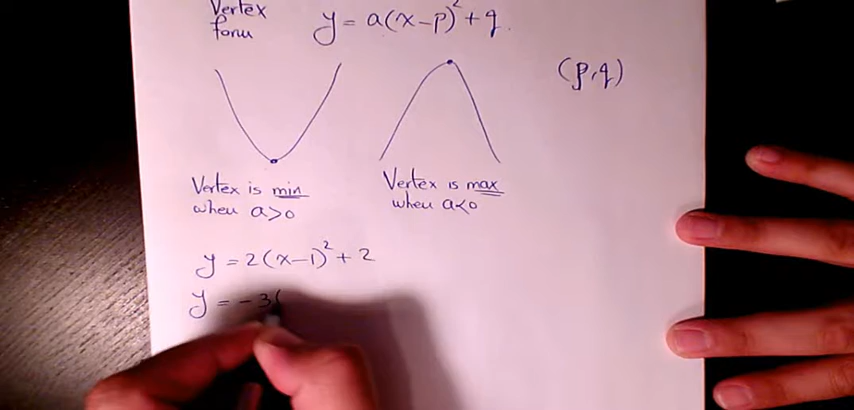 Vertex
form
y = a(x-p)² + q
(p,q)
Vertex is min
when a>0
Vertex is max
when a<0
y = 2(x-1)² + 2
y = -3(